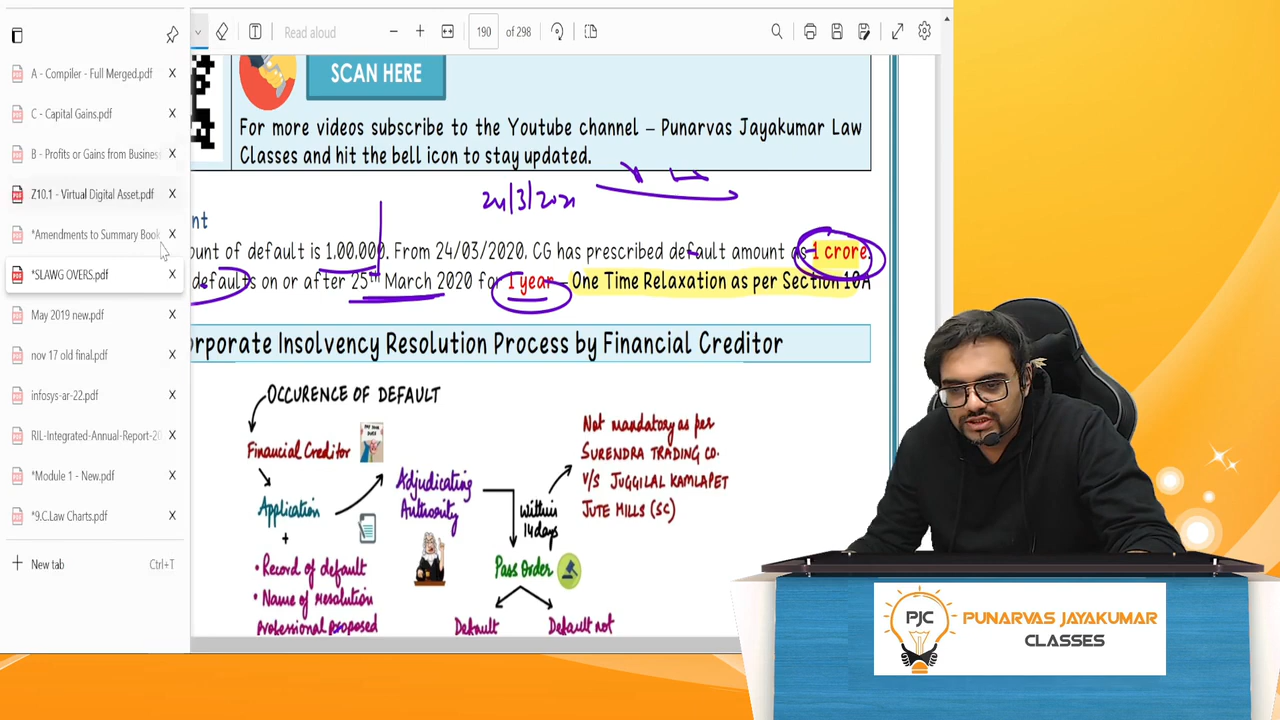 Read aloud
190 of 298
A - Compiler - Full Merged.pdf
C - Capital Gains.pdf
B - Profits or Gains from Business
Z10.1 - Virtual Digital Asset.pdf
*Amendments to Summary Book
*SLAWG OVERS.pdf
May 2019 new.pdf
nov 17 old final.pdf
infosys-ar-22.pdf
RIL-Integrated-Annual-Report-20
*Module 1 - New.pdf
*9.C.Law Charts.pdf
New tab Ctrl+T
SCAN HERE
For more videos subscribe to the Youtube channel – Punarvas Jayakumar Law
Classes and hit the bell icon to stay updated.
24/3/2021
nt
ount of default is 1,00,000. From 24/03/2020. CG has prescribed default amount as 1 crore.
defaults on or after 25th March 2020 for 1 year – One Time Relaxation as per Section 10A
orporate Insolvency Resolution Process by Financial Creditor
OCCURENCE OF DEFAULT
Financial Creditor
Application
+
• Record of default
• Name of resolution
Professional proposed
Adjudicating
Authority
Within
14 days
Pass Order
Default
Default not
Not mandatory as per
SURENDRA TRADING CO.
V/S JUGGILAL KAMLAPET
JUTE MILLS (SC)
PJC
PUNARVAS JAYAKUMAR
CLASSES